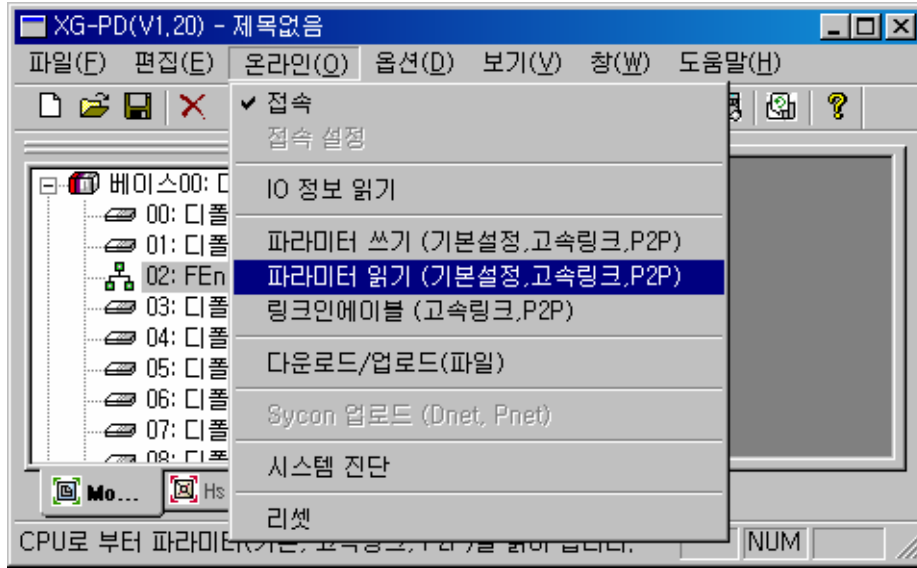 XG-PD(V1,20) - 제목없음
파일(F) 편집(E) 온라인(O) 옵션(D) 보기(V) 창(W) 도움말(H)
접속
접속 설정
IO 정보 읽기
파라미터 쓰기 (기본설정,고속링크,P2P)
파라미터 읽기 (기본설정,고속링크,P2P)
링크인에이블 (고속링크,P2P)
다운로드/업로드(파일)
Sycon 업로드 (Dnet, Pnet)
시스템 진단
리셋
베이스00: 디
00: 디폴
01: 디폴
02: FEn
03: 디폴
04: 디폴
05: 디폴
06: 디폴
07: 디폴
08: 디폴
Mo... Hs
CPU로 부터 파라미터 NUM